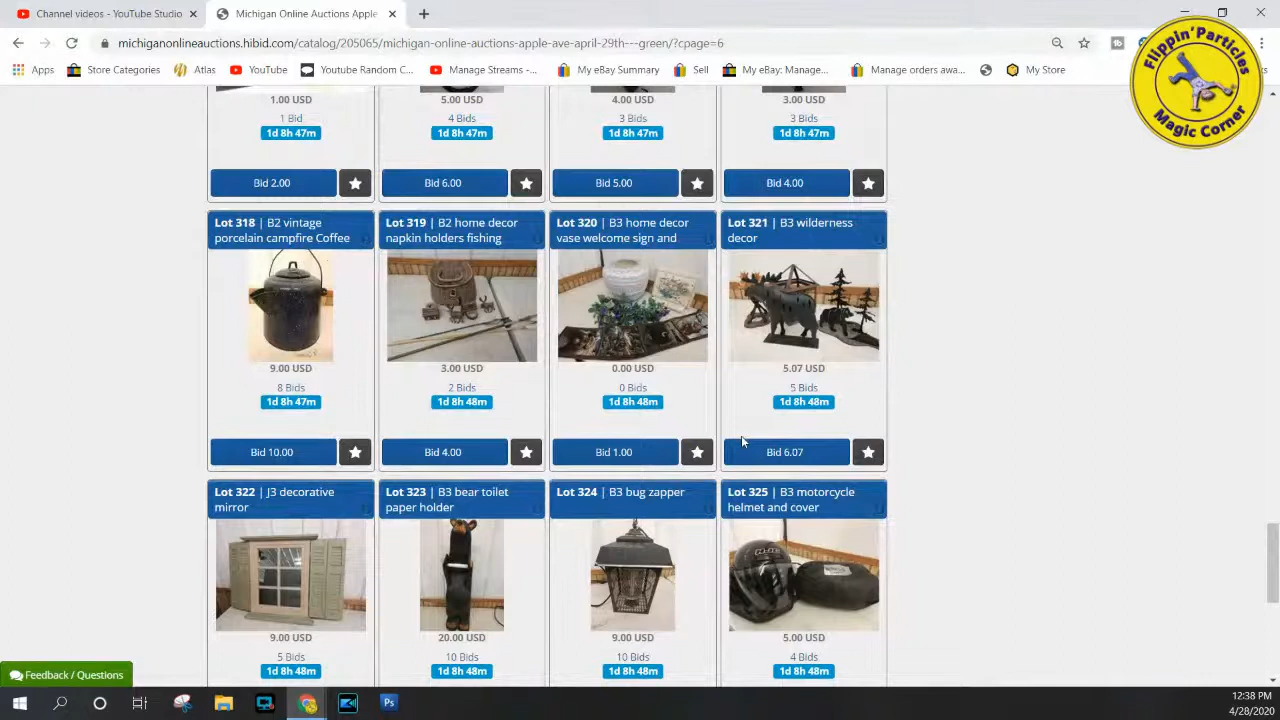 Channel videos - YouTube Studio
Michigan Online Auctions Apple
michiganonlineauctions.hibid.com/catalog/205065/michigan-online-auctions-apple-ave-april-29th---green/?cpage=6
Apps
Store Categories
Atlas
YouTube
Youtube Random C...
Manage Streams -...
My eBay Summary
Sell
My eBay: Manage...
Manage orders awa...
My Store
Flippin' Particles
Magic Corner
1.00 USD
5.00 USD
4.00 USD
3.00 USD
1 Bid
4 Bids
3 Bids
3 Bids
1d 8h 47m
1d 8h 47m
1d 8h 47m
1d 8h 47m
Bid 2.00
Bid 6.00
Bid 5.00
Bid 4.00
Lot 318 | B2 vintage
porcelain campfire Coffee
Lot 319 | B2 home decor
napkin holders fishing
Lot 320 | B3 home decor
vase welcome sign and
Lot 321 | B3 wilderness
decor
9.00 USD
3.00 USD
0.00 USD
5.07 USD
8 Bids
2 Bids
0 Bids
5 Bids
1d 8h 47m
1d 8h 48m
1d 8h 48m
1d 8h 48m
Bid 10.00
Bid 4.00
Bid 1.00
Bid 6.07
Lot 322 | J3 decorative
mirror
Lot 323 | B3 bear toilet
paper holder
Lot 324 | B3 bug zapper
Lot 325 | B3 motorcycle
helmet and cover
9.00 USD
20.00 USD
9.00 USD
5.00 USD
5 Bids
10 Bids
10 Bids
4 Bids
1d 8h 48m
1d 8h 48m
1d 8h 48m
1d 8h 48m
Feedback / Questions
Ps
12:38 PM
4/28/2020